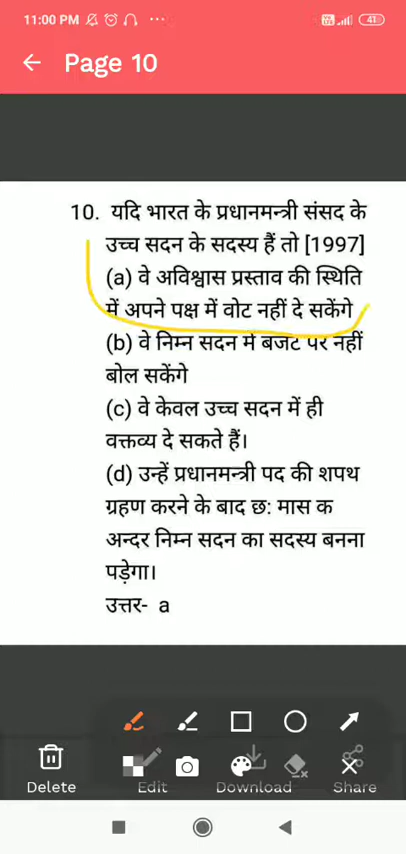 11:00 PM
41
Page 10
10. यदि भारत के प्रधानमन्त्री संसद के
उच्च सदन के सदस्य हैं तो [1997]
(a) वे अविश्वास प्रस्ताव की स्थिति
में अपने पक्ष में वोट नहीं दे सकेंगे
(b) वे निम्न सदन में बजट पर नहीं
बोल सकेंगे
(c) वे केवल उच्च सदन में ही
वक्तव्य दे सकते हैं।
(d) उन्हें प्रधानमन्त्री पद की शपथ
ग्रहण करने के बाद छ: मास क
अन्दर निम्न सदन का सदस्य बनना
पड़ेगा।
उत्तर- a
Delete
Edit
Download
Share